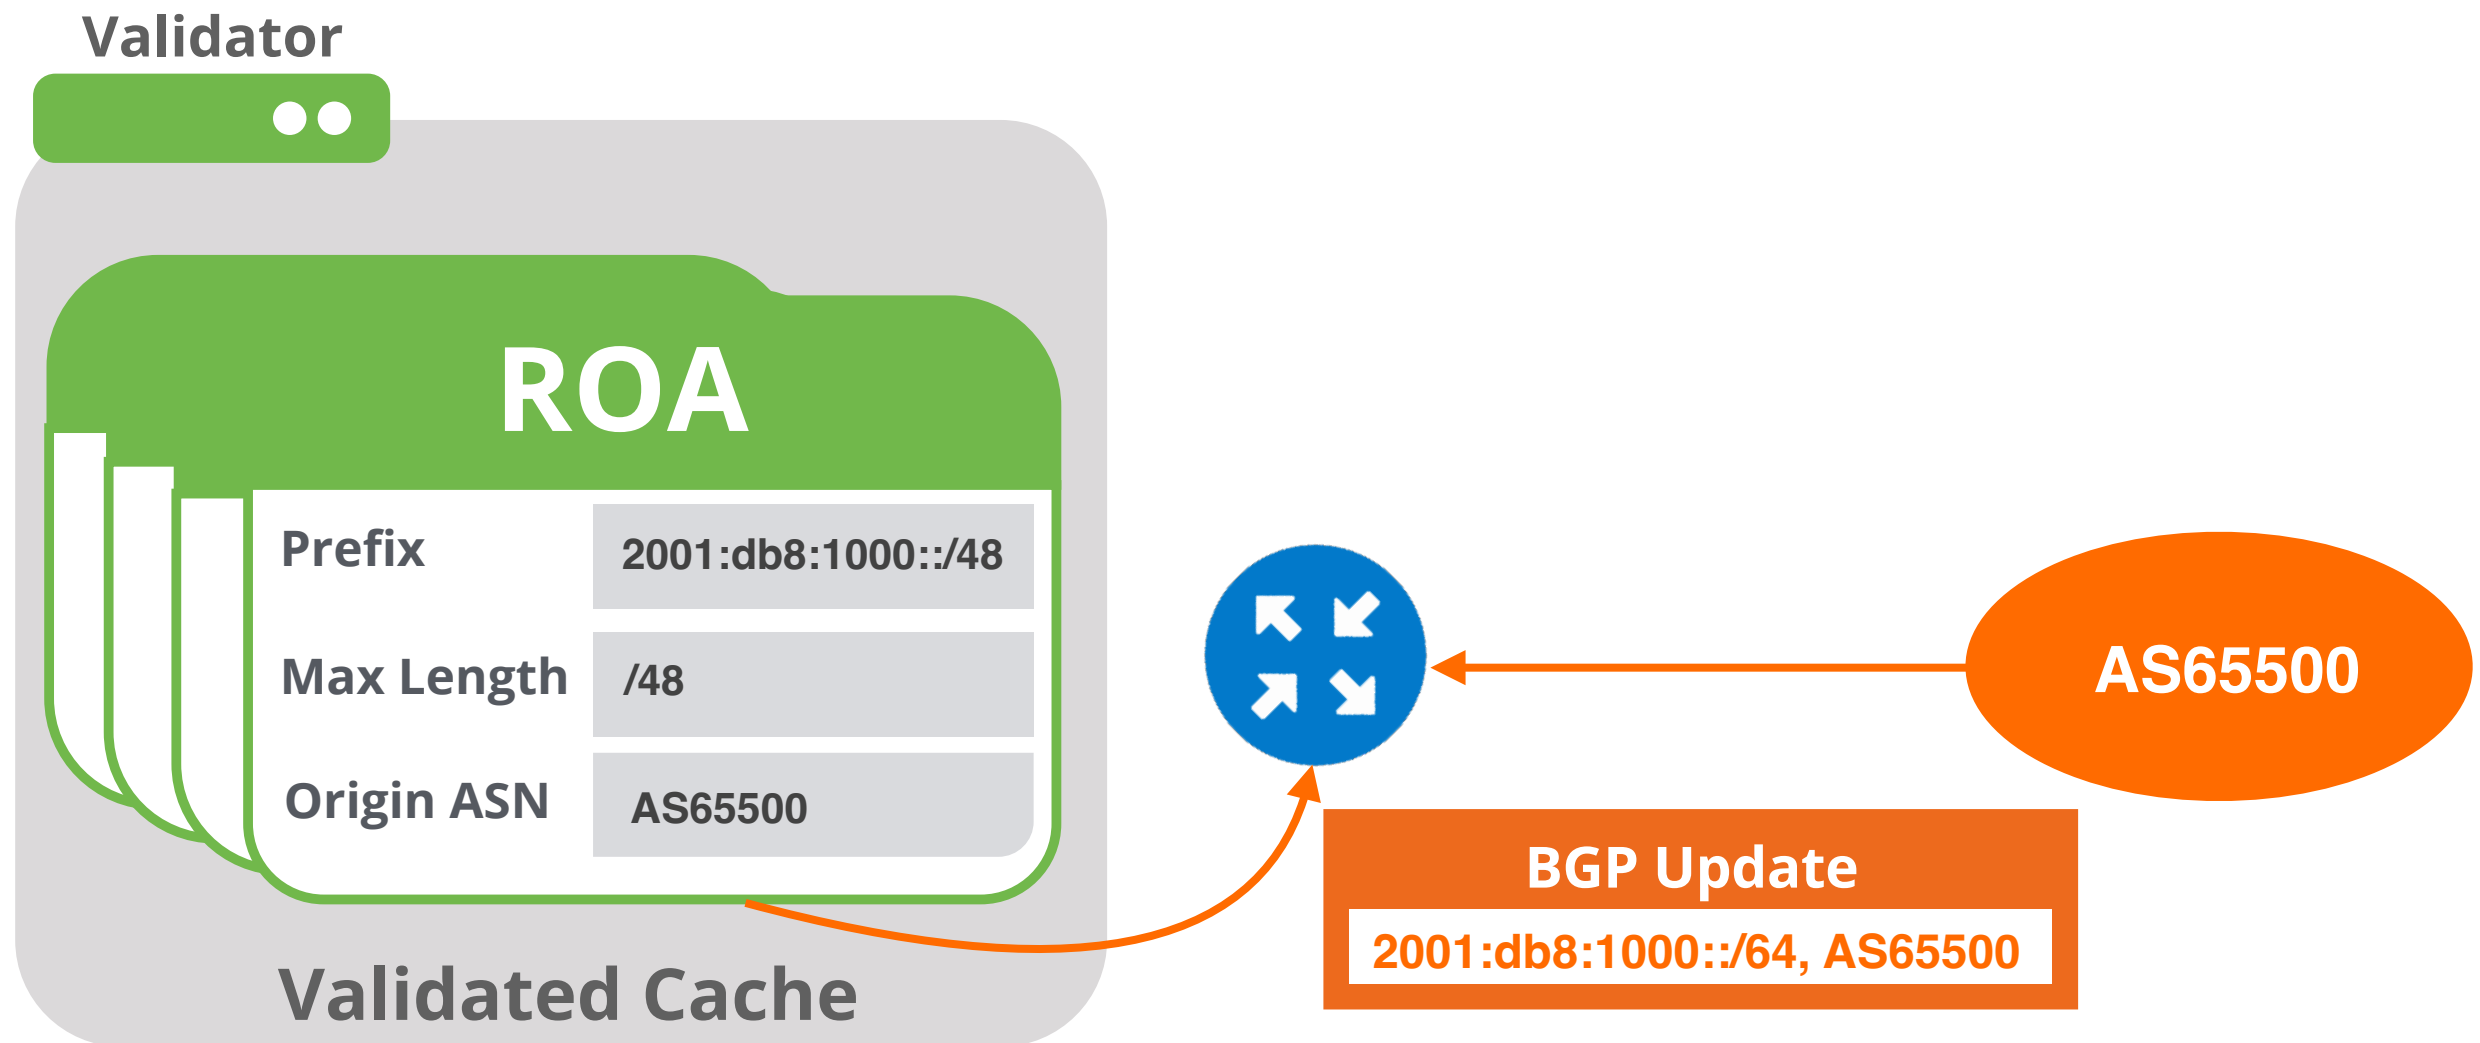 Validator
ROA
Prefix 2001:db8:1000::/48
Max Length /48
Origin ASN AS65500
Validated Cache
AS65500
BGP Update
2001:db8:1000::/64, AS65500